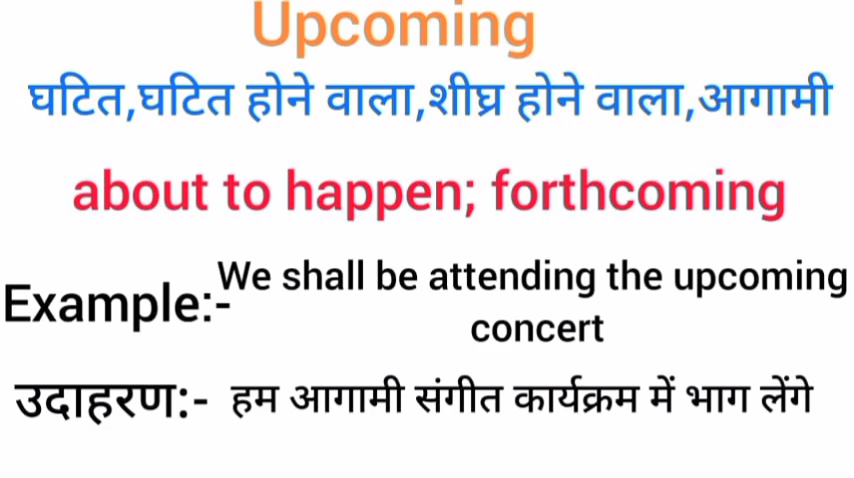 Upcoming
घटित,घटित होने वाला,शीघ्र होने वाला,आगामी
about to happen; forthcoming
Example:- We shall be attending the upcoming
concert
उदाहरण:- हम आगामी संगीत कार्यक्रम में भाग लेंगे